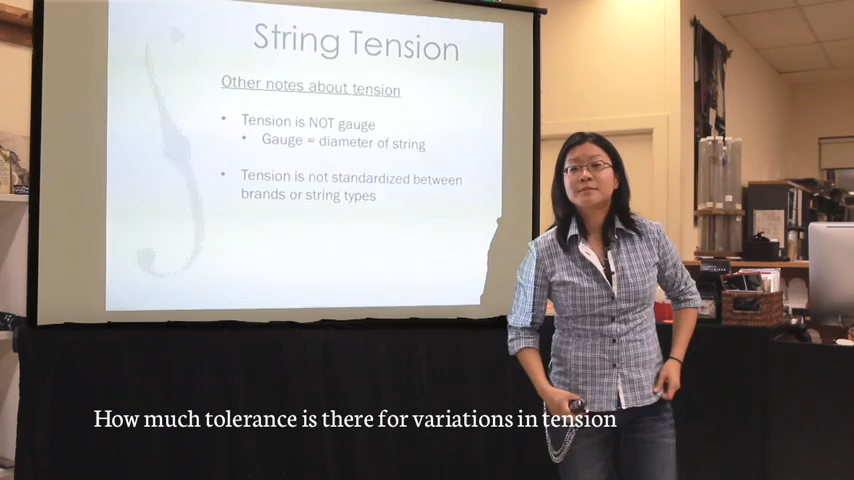 String Tension
Other notes about tension
• Tension is NOT gauge
• Gauge = diameter of string
• Tension is not standardized between
brands or string types
How much tolerance is there for variations in tension